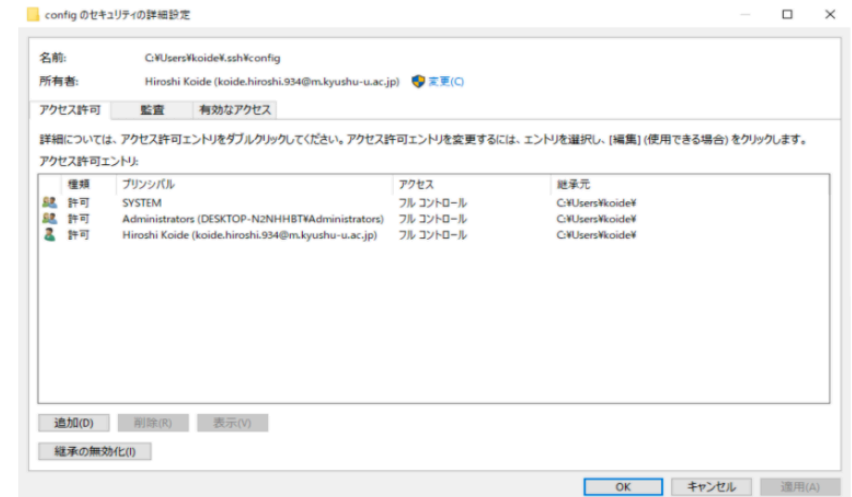 config のセキュリティの詳細設定
名前: C:¥Users¥koide¥.ssh¥config
所有者: Hiroshi Koide (koide.hiroshi.934@m.kyushu-u.ac.jp) 変更(C)
アクセス許可 監査 有効なアクセス
詳細については、アクセス許可エントリをダブルクリックしてください。アクセス許可エントリを変更するには、エントリを選択し、[編集] (使用できる場合) をクリックします。
アクセス許可エントリ:
種類 プリンシパル アクセス 継承元
許可 SYSTEM フル コントロール C:¥Users¥koide¥
許可 Administrators (DESKTOP-N2NHHBT¥Administrators) フル コントロール C:¥Users¥koide¥
許可 Hiroshi Koide (koide.hiroshi.934@m.kyushu-u.ac.jp) フル コントロール C:¥Users¥koide¥
追加(D) 削除(R) 表示(V)
継承の無効化(I)
OK キャンセル 適用(A)